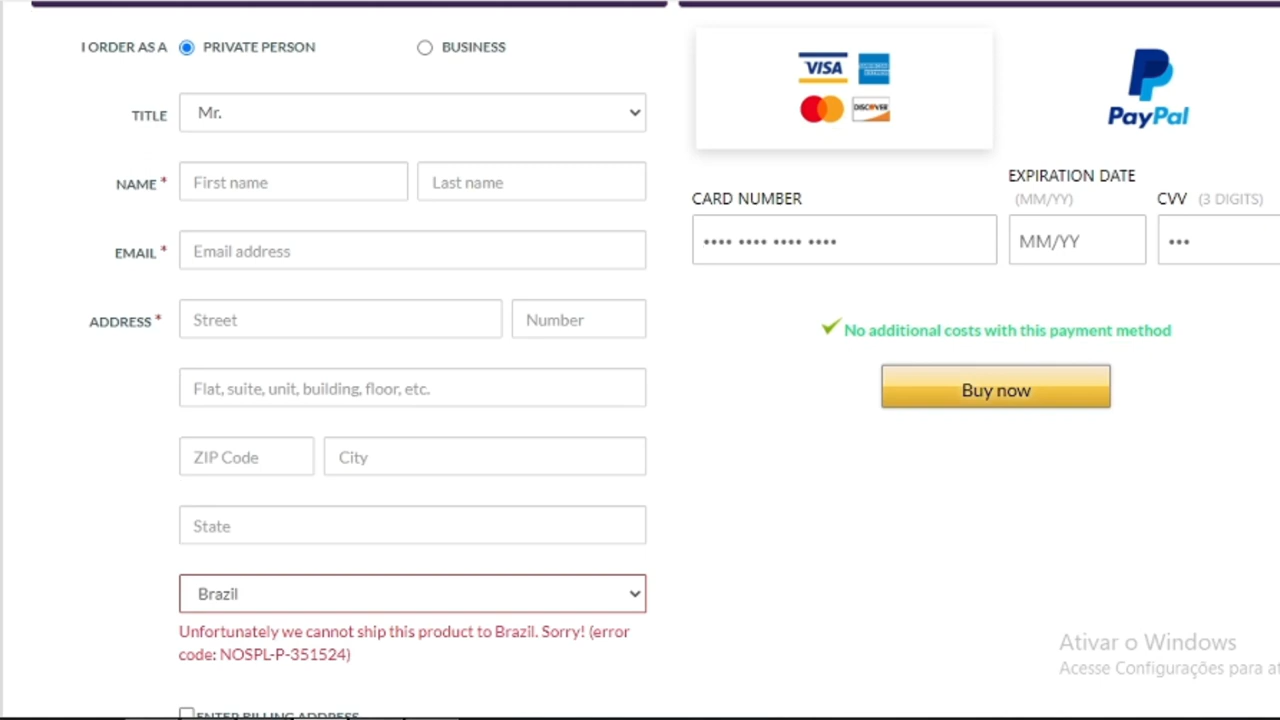 I ORDER AS A PRIVATE PERSON BUSINESS
TITLE Mr.
NAME * First name Last name
EMAIL * Email address
ADDRESS * Street Number
Flat, suite, unit, building, floor, etc.
ZIP Code City
State
Brazil
Unfortunately we cannot ship this product to Brazil. Sorry! (error
code: NOSPL-P-351524)
ENTER BILLING ADDRESS
VISA
DISCOVER
PayPal
CARD NUMBER
EXPIRATION DATE
(MM/YY)
CVV (3 DIGITS)
•••• •••• •••• ••••
MM/YY
•••
No additional costs with this payment method
Buy now
Ativar o Windows
Acesse Configurações para